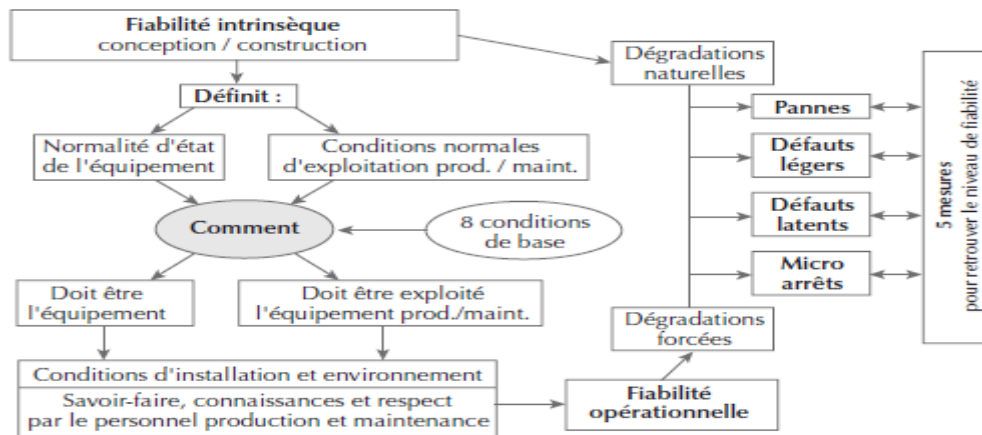 Fiabilité intrinsèque
conception / construction
Définit :
Normalité d'état
de l'équipement
Conditions normales
d'exploitation prod. / maint.
Comment
8 conditions
de base
Doit être
l'équipement
Doit être exploité
l'équipement prod./maint.
Conditions d'installation et environnement
Savoir-faire, connaissances et respect
par le personnel production et maintenance
Fiabilité
opérationnelle
Dégradations
naturelles
Pannes
Défauts
légers
Défauts
latents
Micro
arrêts
Dégradations
forcées
5 mesures
pour retrouver le niveau de fiabilité